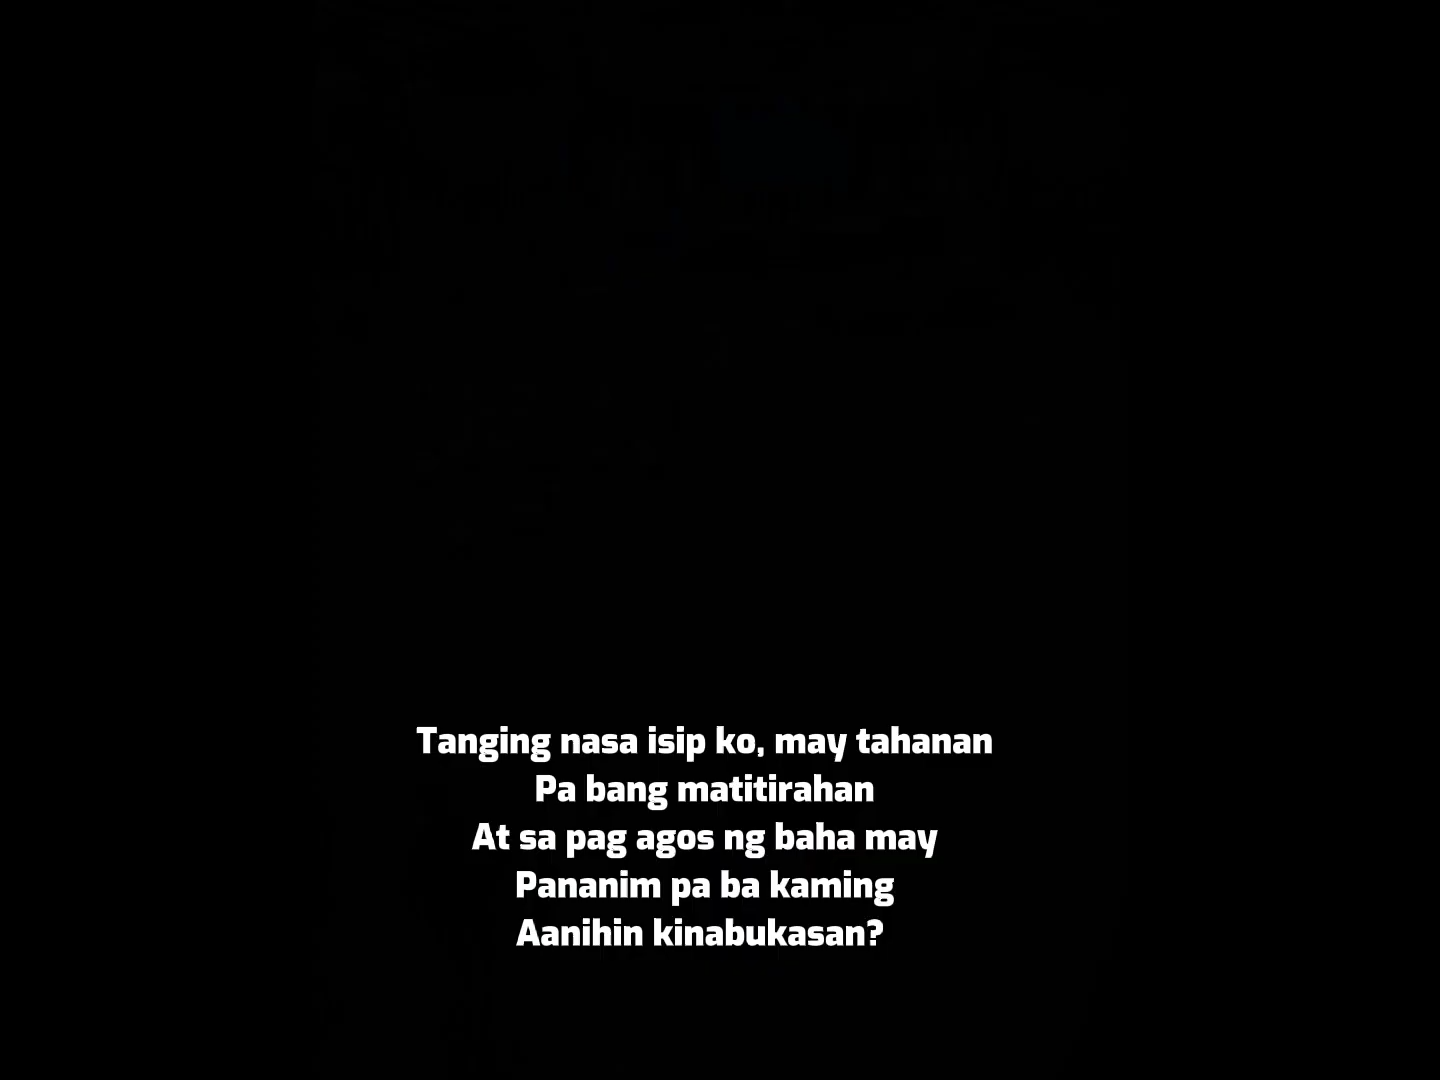 Tanging nasa isip ko, may tahanan
Pa bang matitirahan
At sa pag agos ng baha may
Pananim pa ba kaming
Aanihin kinabukasan?